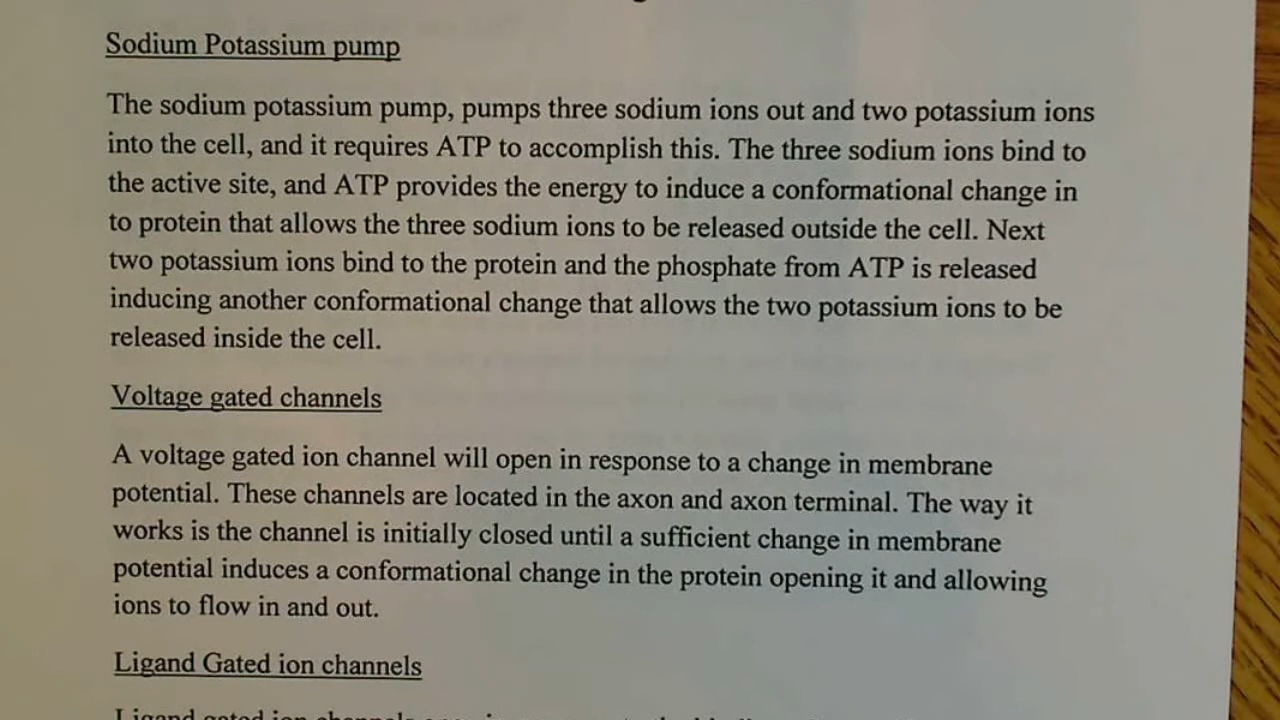 Sodium Potassium pump
The sodium potassium pump, pumps three sodium ions out and two potassium ions
into the cell, and it requires ATP to accomplish this. The three sodium ions bind to
the active site, and ATP provides the energy to induce a conformational change in
to protein that allows the three sodium ions to be released outside the cell. Next
two potassium ions bind to the protein and the phosphate from ATP is released
inducing another conformational change that allows the two potassium ions to be
released inside the cell.
Voltage gated channels
A voltage gated ion channel will open in response to a change in membrane
potential. These channels are located in the axon and axon terminal. The way it
works is the channel is initially closed until a sufficient change in membrane
potential induces a conformational change in the protein opening it and allowing
ions to flow in and out.
Ligand Gated ion channels
Ligand gated ion channels